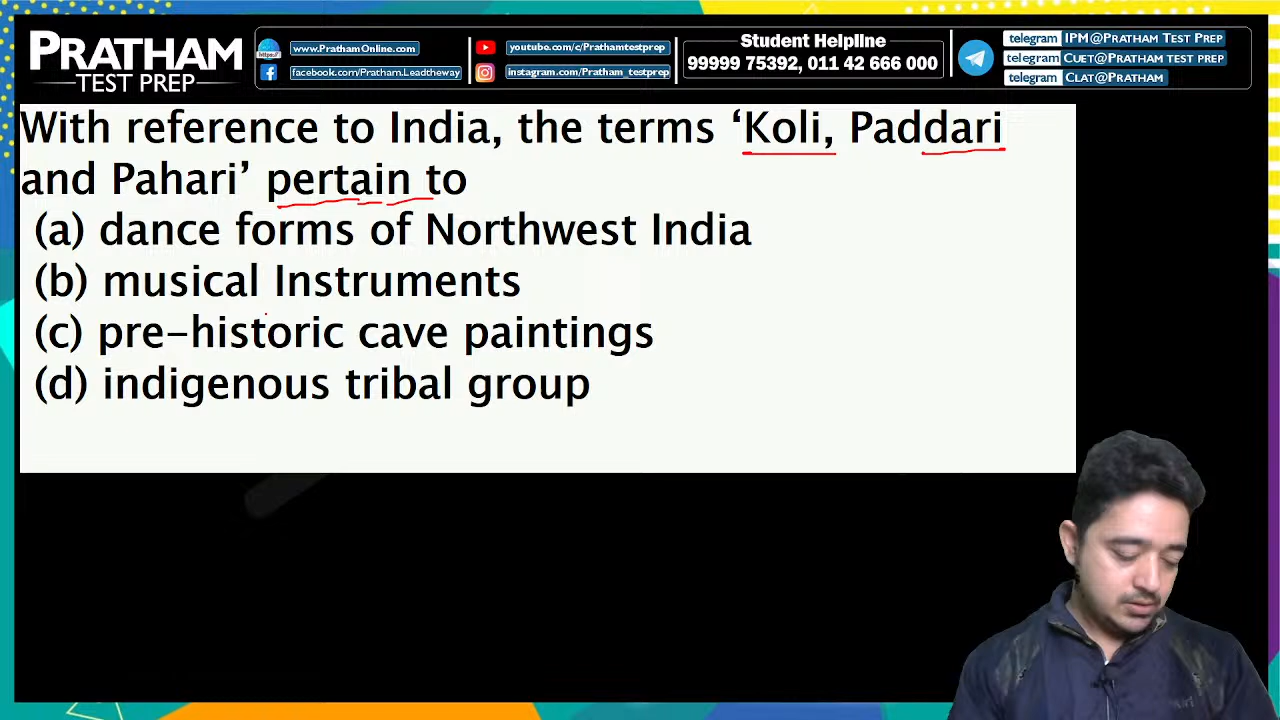 PRATHAM
TEST PREP
https://
www.PrathamOnline.com
facebook.com/Pratham.Leadtheway
youtube.com/c/Prathamtestprep
instagram.com/Pratham_testprep
Student Helpline
99999 75392, 011 42 666 000
telegram IPM@PRATHAM TEST PREP
telegram CUET@PRATHAM TEST PREP
telegram CLAT@PRATHAM
With reference to India, the terms ‘Koli, Paddari
and Pahari’ pertain to
(a) dance forms of Northwest India
(b) musical Instruments
(c) pre-historic cave paintings
(d) indigenous tribal group